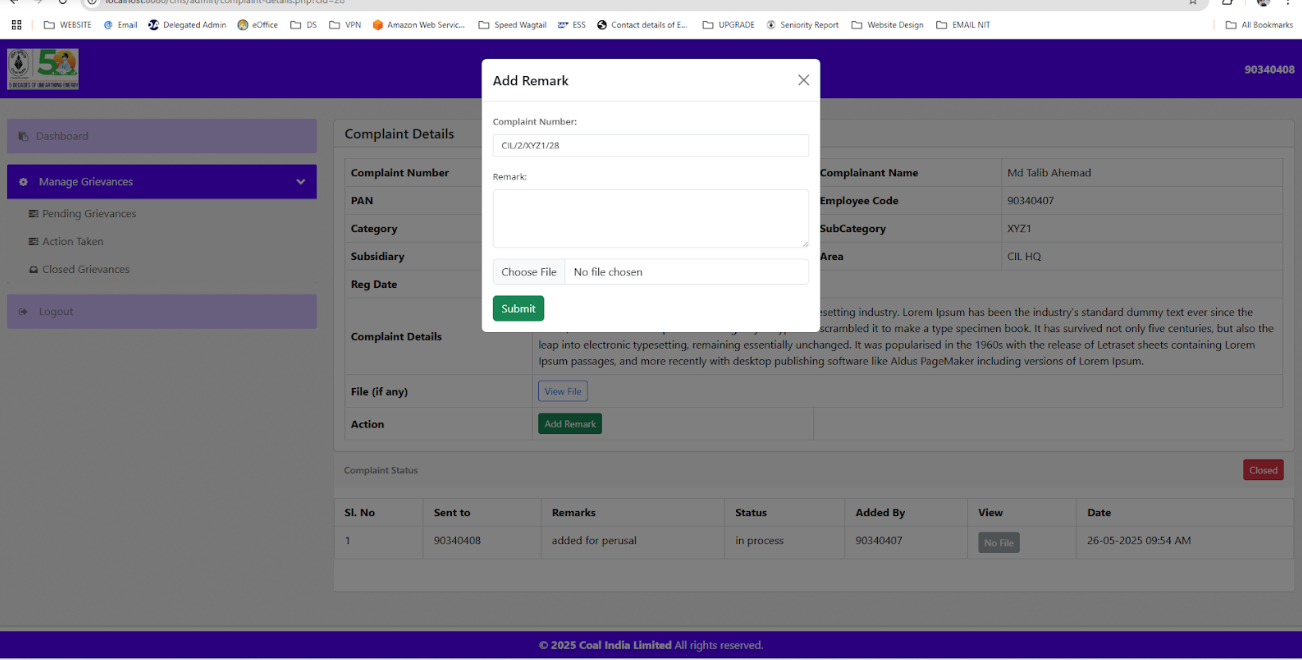 WEBSITE Email Delegated Admin eOffice DS VPN Amazon Web Servic... Speed Wagtail ESS Contact details of E... UPGRADE Seniority Report Website Design EMAIL NIT All Bookmarks
5 DECADES OF UNEARTHING ENERGY
90340408
Dashboard
Manage Grievances
Pending Grievances
Action Taken
Closed Grievances
Logout
Add Remark
Complaint Number:
CIL/2/XYZ1/28
Remark:
Choose File No file chosen
Submit
Complaint Details
Complaint Number Complainant Name Md Talib Ahemad
PAN Employee Code 90340407
Category SubCategory XYZ1
Subsidiary Area CIL HQ
Reg Date
Complaint Details
setting industry. Lorem Ipsum has been the industry's standard dummy text ever since the
scrambled it to make a type specimen book. It has survived not only five centuries, but also the
leap into electronic typesetting, remaining essentially unchanged. It was popularised in the 1960s with the release of Letraset sheets containing Lorem
Ipsum passages, and more recently with desktop publishing software like Aldus PageMaker including versions of Lorem Ipsum.
File (if any) View File
Action Add Remark
Complaint Status Closed
Sl. No Sent to Remarks Status Added By View Date
1 90340408 added for perusal in process 90340407 No File 26-05-2025 09:54 AM
© 2025 Coal India Limited All rights reserved.